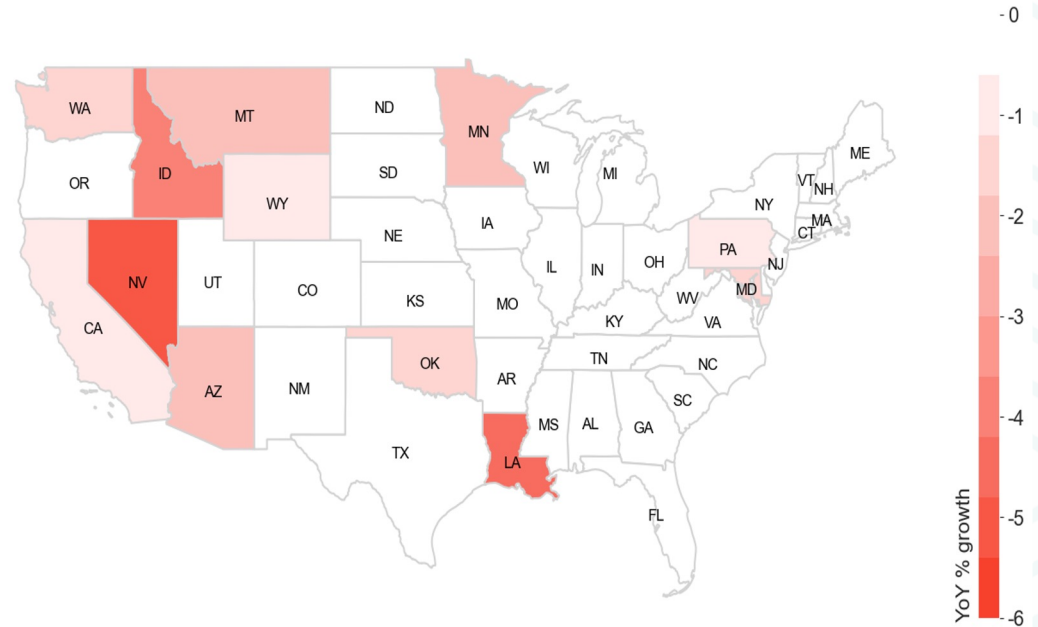 - 0
WA
MT
ND
MN
ME
- -1
ID
OR
SD
WI
MI
VT
NH
WY
NY
MA
- -2
CT
IA
NE
PA
OH
NJ
NV
UT
CO
IL
IN
MD
WV
KS
MO
VA
KY
- -3
CA
TN
NC
OK
AR
AZ
NM
SC
MS
AL
GA
- -4
TX
LA
FL
- -5
YoY % growth
- -6